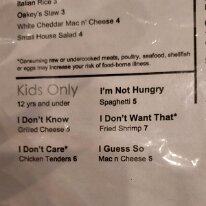 Italian Rice 3
Oakey's Slaw 3
White Cheddar Mac n' Cheese 4
Small House Salad 4
*Consuming raw or undercooked meats, poultry, seafood, shellfish
or eggs may increase your risk of food-borne illness.
Kids Only
12 yrs and under
I'm Not Hungry
Spaghetti 5
I Don't Know
Grilled Cheese 5
I Don't Want That*
Fried Shrimp 7
I Don't Care*
Chicken Tenders 6
I Guess So
Mac n Cheese 5